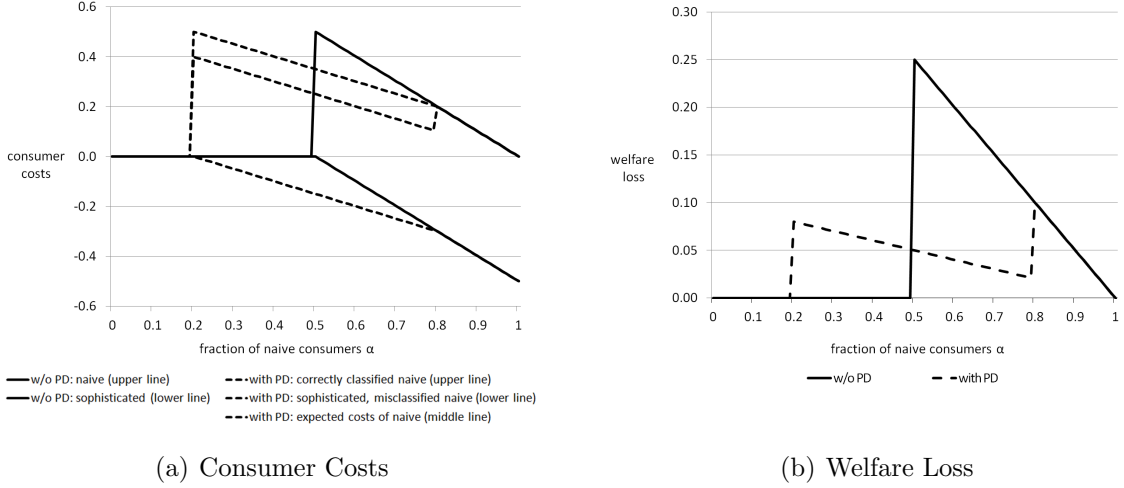 0.6
0.4
0.2
0.0
-0.2
-0.4
-0.6
consumer
costs
0 0.1 0.2 0.3 0.4 0.5 0.6 0.7 0.8 0.9 1
fraction of naive consumers α
w/o PD: naive (upper line)
w/o PD: sophisticated (lower line)
with PD: correctly classified naive (upper line)
with PD: sophisticated, misclassified naive (lower line)
with PD: expected costs of naive (middle line)
(a) Consumer Costs
0.30
0.25
0.20
0.15
0.10
0.05
0.00
welfare
loss
0 0.1 0.2 0.3 0.4 0.5 0.6 0.7 0.8 0.9 1
fraction of naive consumers α
w/o PD
with PD
(b) Welfare Loss